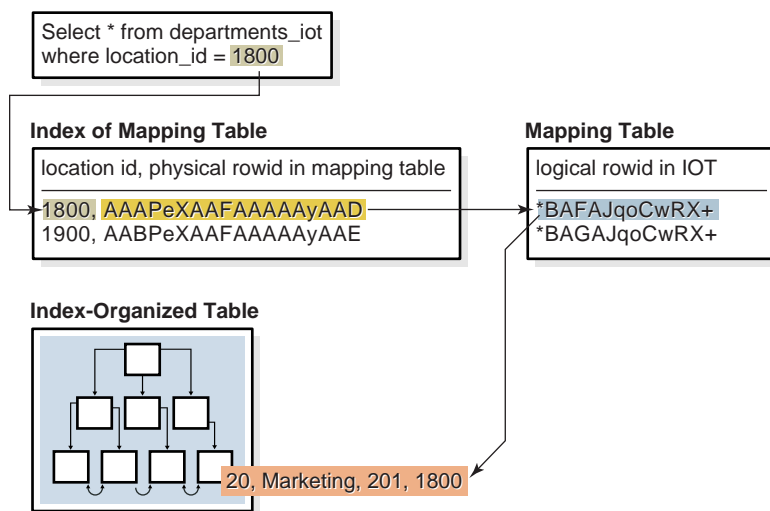 Select * from departments_iot
where location_id = 1800
Index of Mapping Table
location id, physical rowid in mapping table
1800, AAAPeXAAFAAAAAyAAD
1900, AABPeXAAFAAAAAyAAE
Mapping Table
logical rowid in IOT
*BAFAJqoCwRX+
*BAGAJqoCwRX+
Index-Organized Table
20, Marketing, 201, 1800